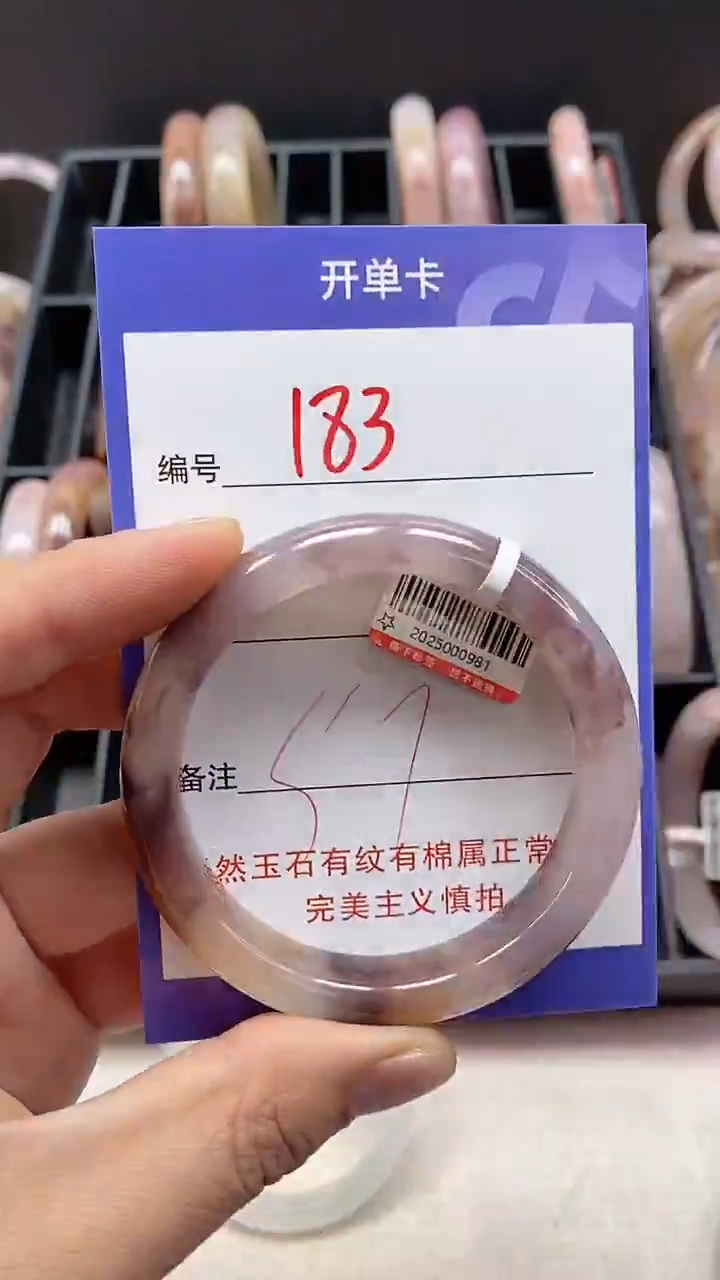 开单卡
编号 183
2025000981
57
备注
然玉石有纹有棉属正常
完美主义慎拍